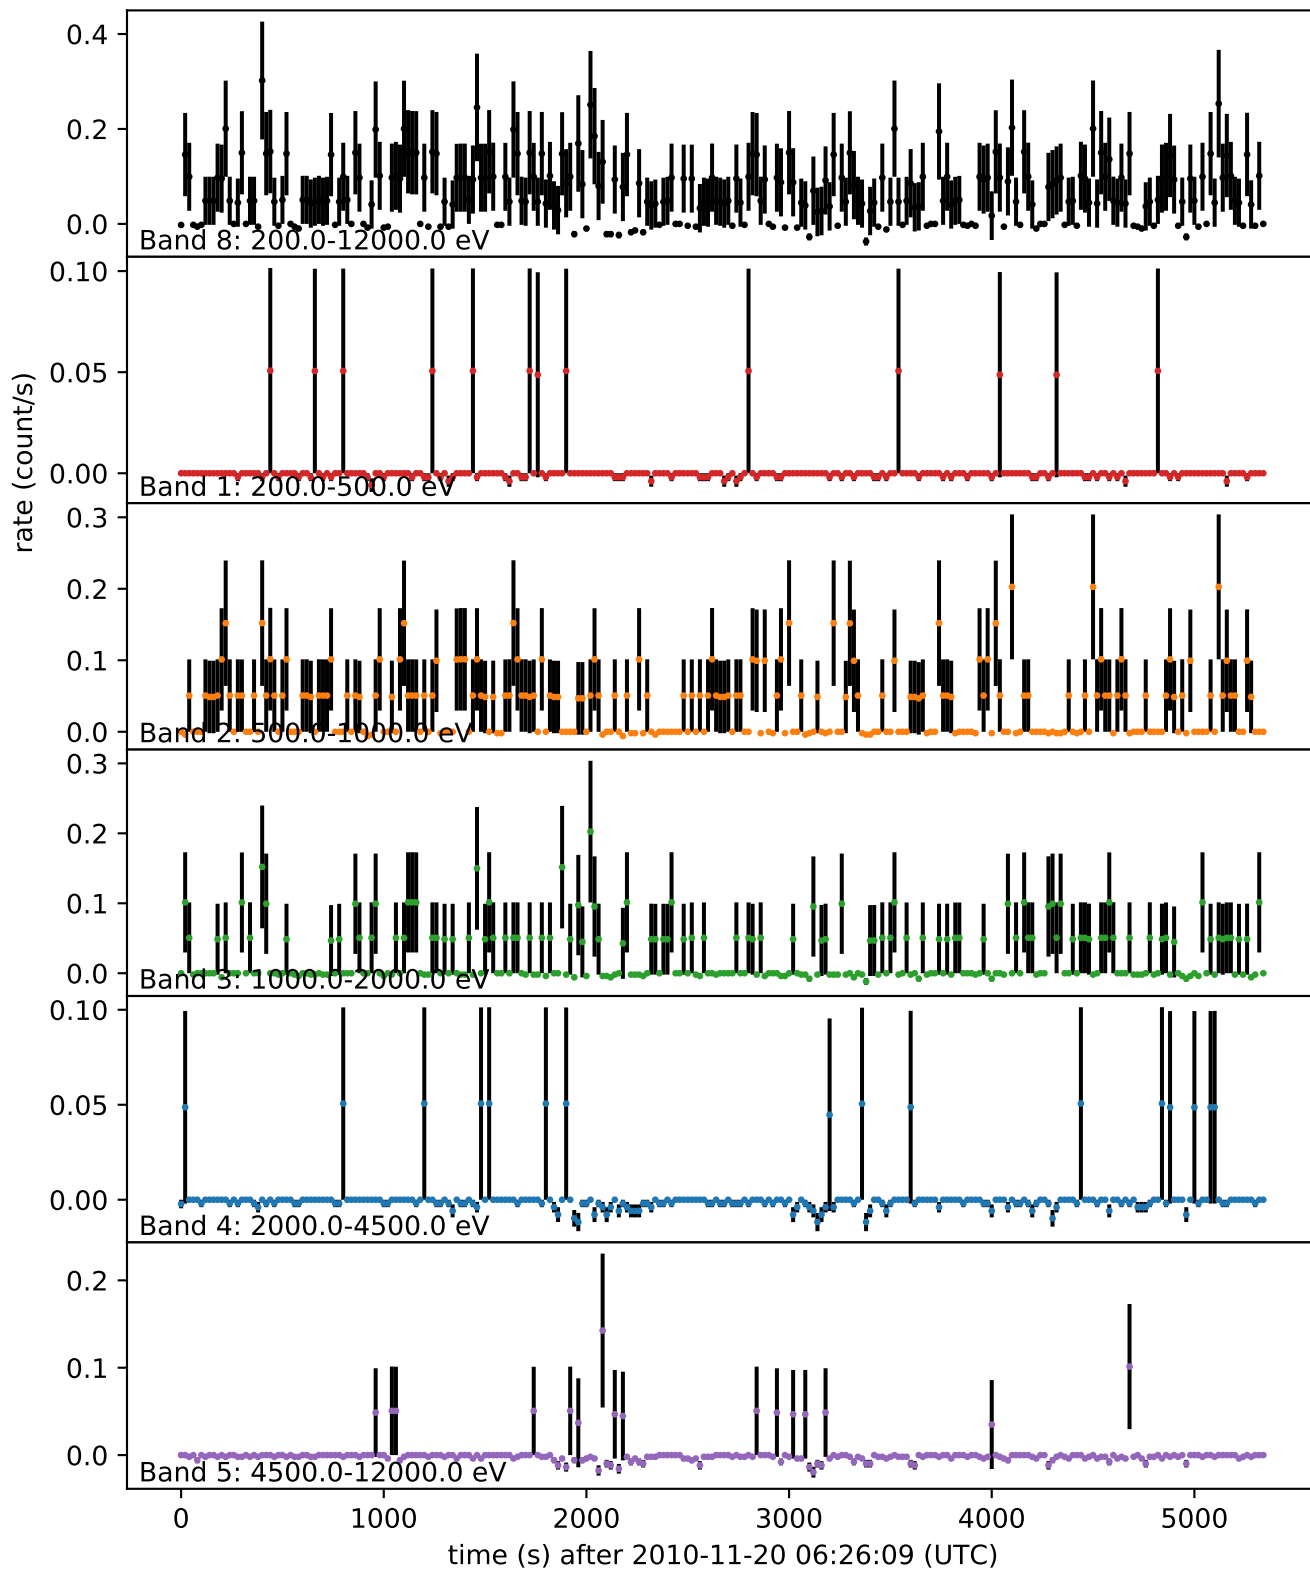 0.4
0.2
0.0
Band 8: 200.0-12000.0 eV
0.10
0.05
0.00
Band 1: 200.0-500.0 eV
rate (count/s)
0.3
0.2
0.1
0.0
Band 2: 500.0-1000.0 eV
0.3
0.2
0.1
0.0
Band 3: 1000.0-2000.0 eV
0.10
0.05
0.00
Band 4: 2000.0-4500.0 eV
0.2
0.1
0.0
Band 5: 4500.0-12000.0 eV
0 1000 2000 3000 4000 5000
time (s) after 2010-11-20 06:26:09 (UTC)